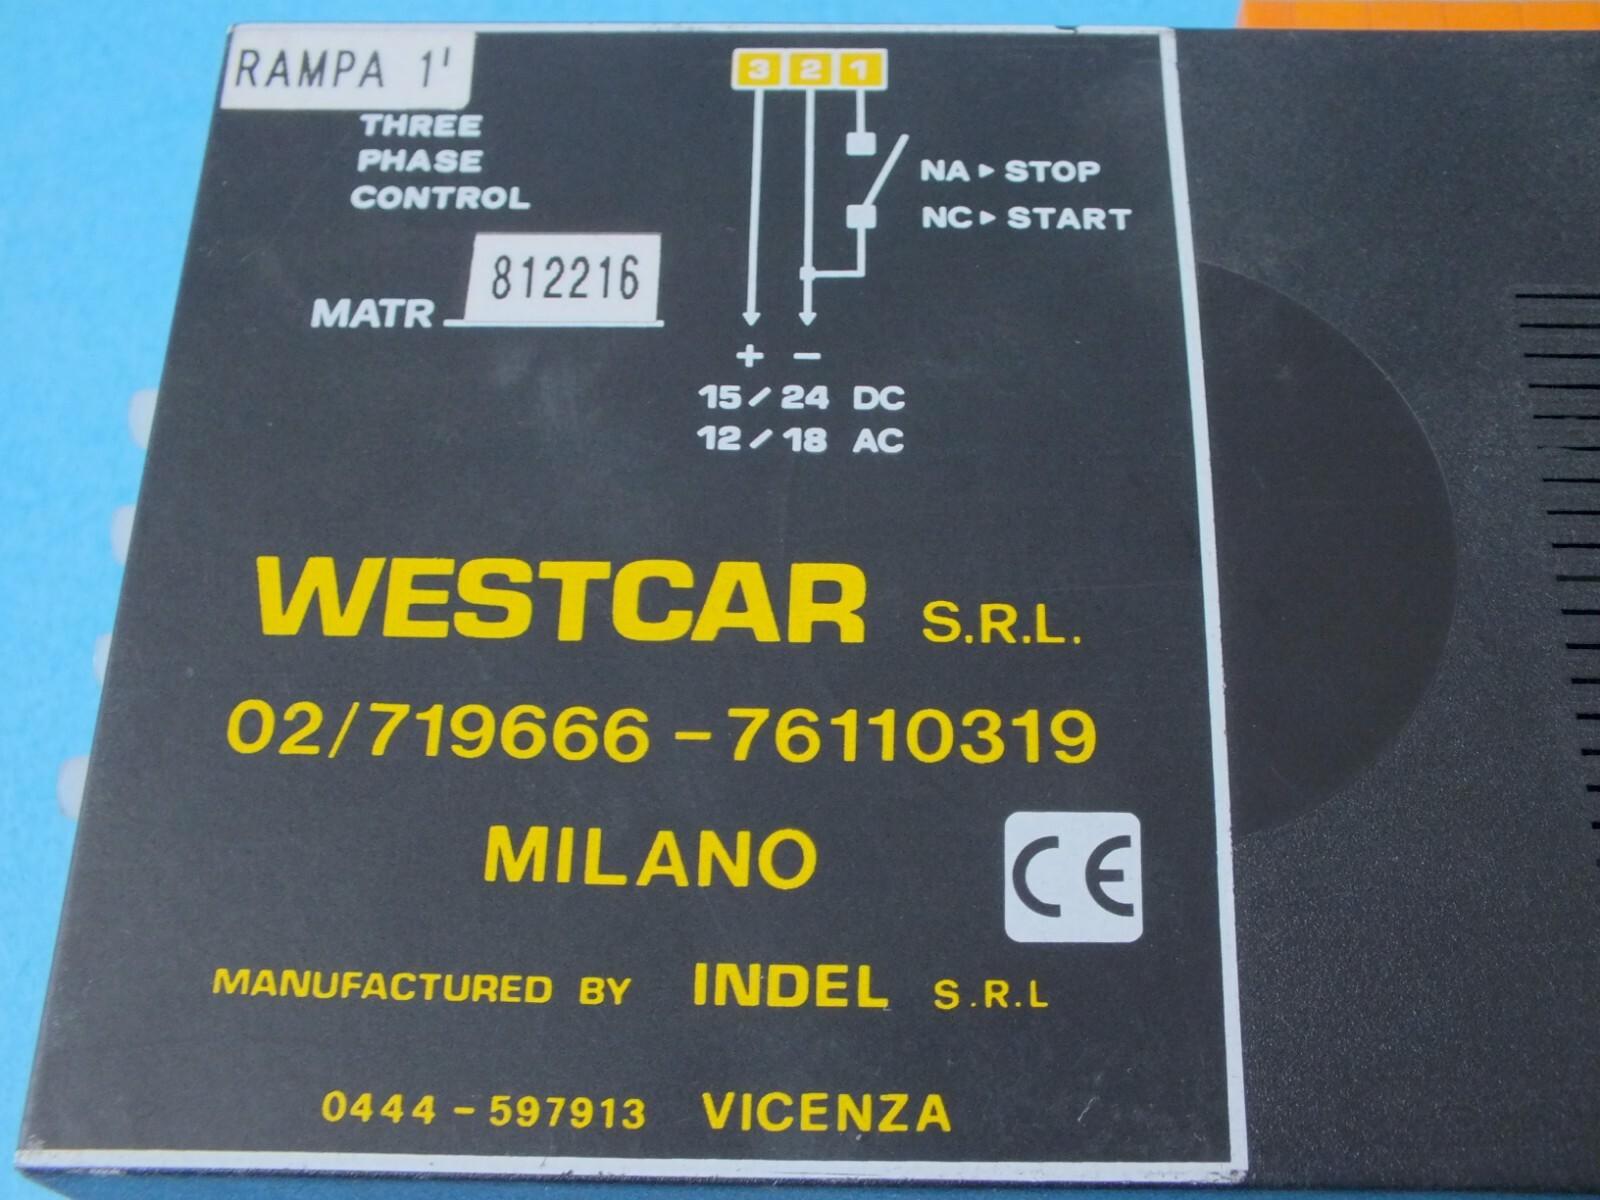 RAMPA 1'
THREE
PHASE
CONTROL
MATR 812216
3 2 1
NA ▸ STOP
NC ▸ START
+ −
15/24 DC
12/18 AC
WESTCAR S.R.L.
02/719666-76110319
MILANO
CE
MANUFACTURED BY INDEL S.R.L
0444-597913 VICENZA